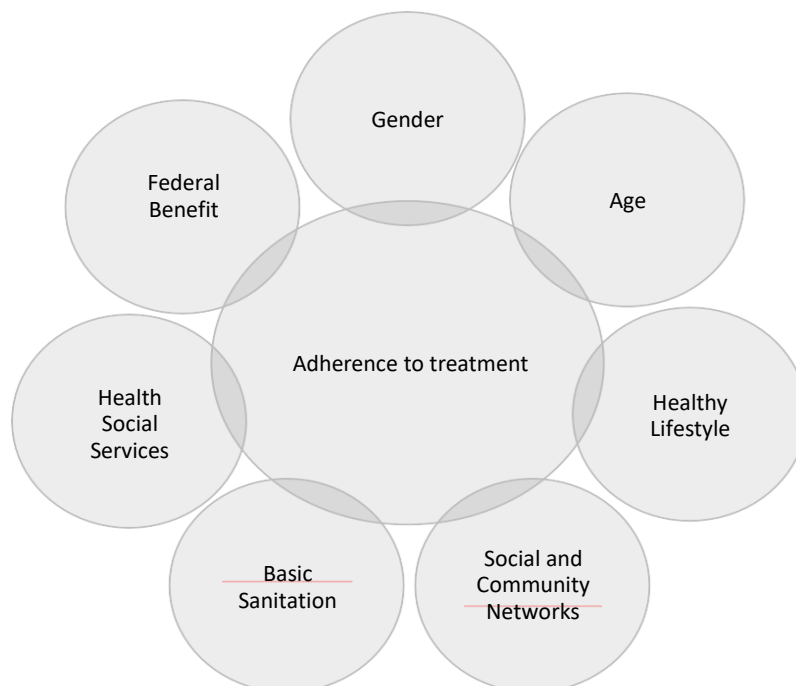 Gender
Federal
Benefit
Age
Adherence to treatment
Health
Social
Services
Healthy
Lifestyle
Basic
Sanitation
Social and
Community
Networks